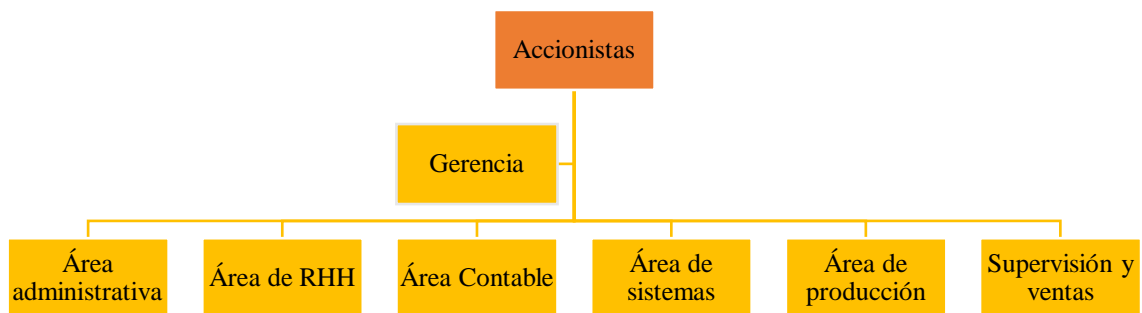 Accionistas
Gerencia
Área
administrativa
Área de RHH
Área Contable
Área de
sistemas
Área de
producción
Supervisión y
ventas